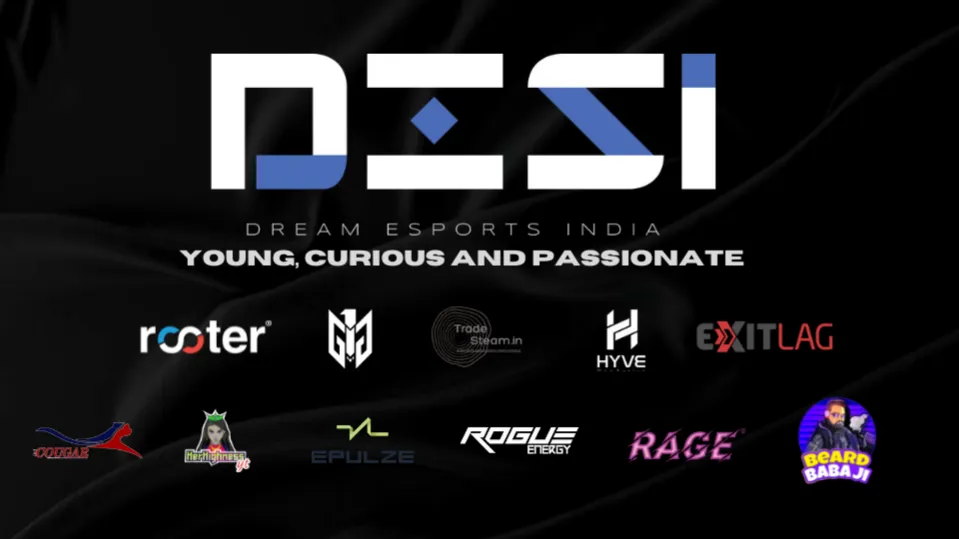 DESI
DREAM ESPORTS INDIA
YOUNG, CURIOUS AND PASSIONATE
rooter®
Trade
Steam.in
HYVE
EXITLAG
COUGAR
HerHighness
yt
EPULZE
ROGUE
ENERGY
RAGE
BEARD
BABA JI